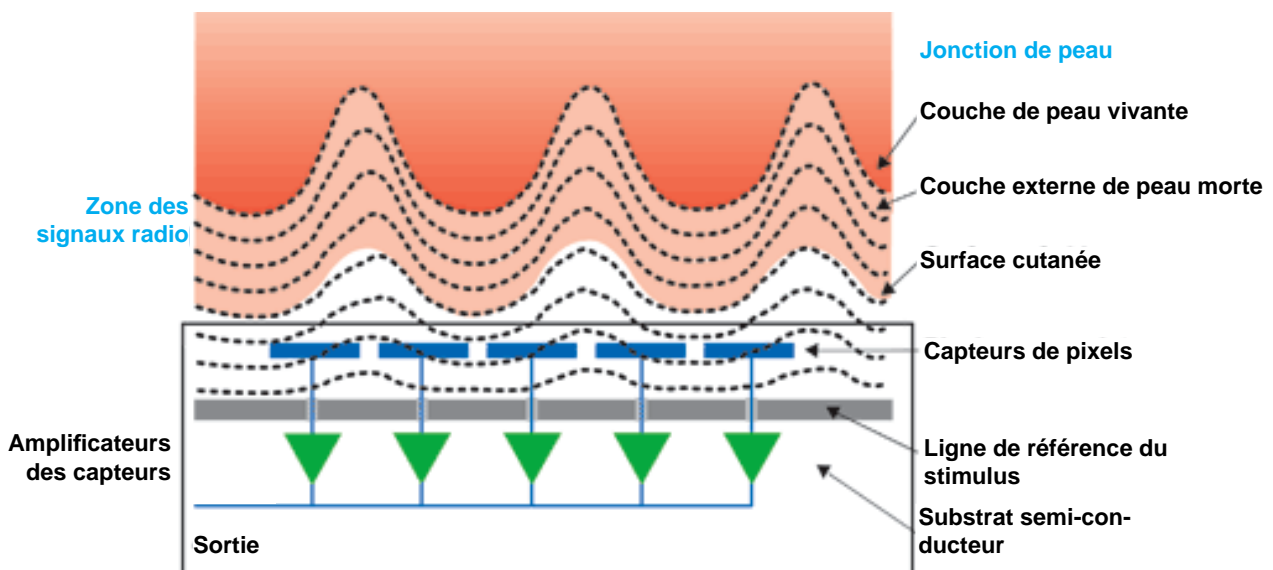 Jonction de peau
Couche de peau vivante
Couche externe de peau morte
Zone des
signaux radio
Surface cutanée
Capteurs de pixels
Amplificateurs
des capteurs
Ligne de référence du
stimulus
Substrat semi-con-
ducteur
Sortie